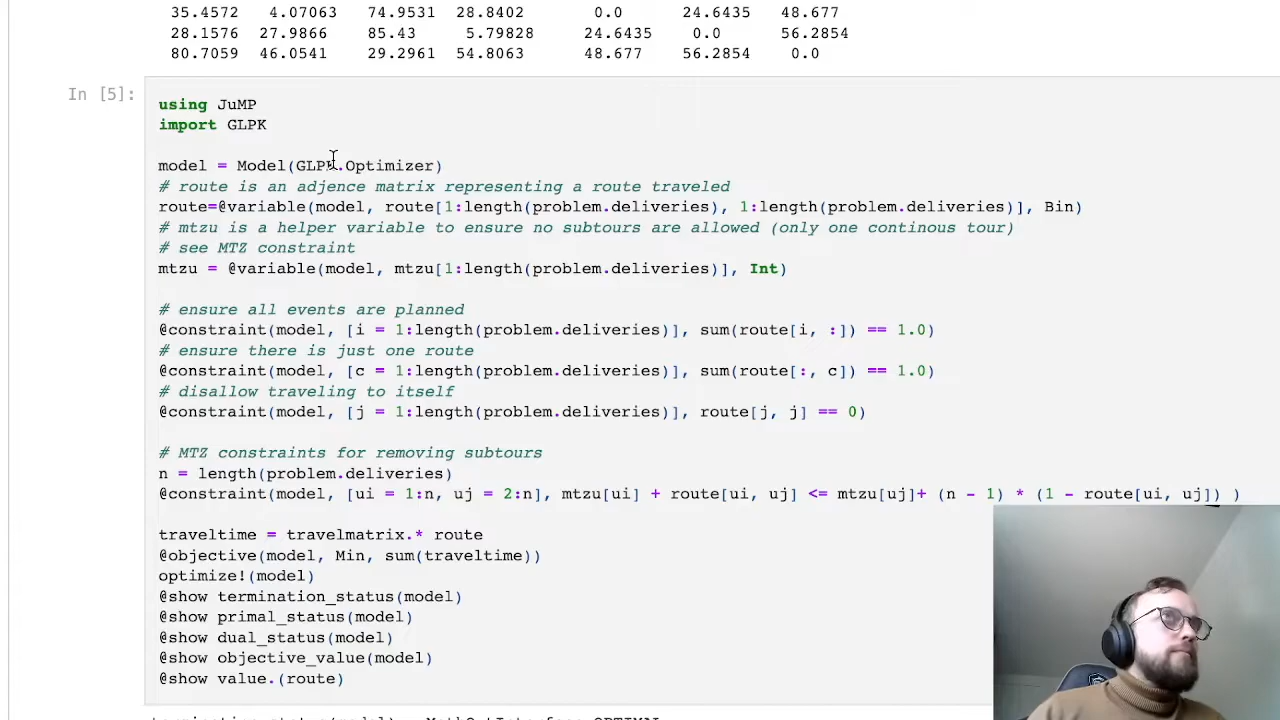 35.4572 4.07063 74.9531 28.8402 0.0 24.6435 48.677
28.1576 27.9866 85.43 5.79828 24.6435 0.0 56.2854
80.7059 46.0541 29.2961 54.8063 48.677 56.2854 0.0
In [5]:
using JuMP
import GLPK
model = Model(GLPK.Optimizer)
# route is an adjence matrix representing a route traveled
route=@variable(model, route[1:length(problem.deliveries), 1:length(problem.deliveries)], Bin)
# mtzu is a helper variable to ensure no subtours are allowed (only one continous tour)
# see MTZ constraint
mtzu = @variable(model, mtzu[1:length(problem.deliveries)], Int)
# ensure all events are planned
@constraint(model, [i = 1:length(problem.deliveries)], sum(route[i, :]) == 1.0)
# ensure there is just one route
@constraint(model, [c = 1:length(problem.deliveries)], sum(route[:, c]) == 1.0)
# disallow traveling to itself
@constraint(model, [j = 1:length(problem.deliveries)], route[j, j] == 0)
# MTZ constraints for removing subtours
n = length(problem.deliveries)
@constraint(model, [ui = 1:n, uj = 2:n], mtzu[ui] + route[ui, uj] <= mtzu[uj]+ (n - 1) * (1 - route[ui, uj]) )
traveltime = travelmatrix.* route
@objective(model, Min, sum(traveltime))
optimize!(model)
@show termination_status(model)
@show primal_status(model)
@show dual_status(model)
@show objective_value(model)
@show value.(route)
termination_status(model) = MathOptInterface.OPTIMAL